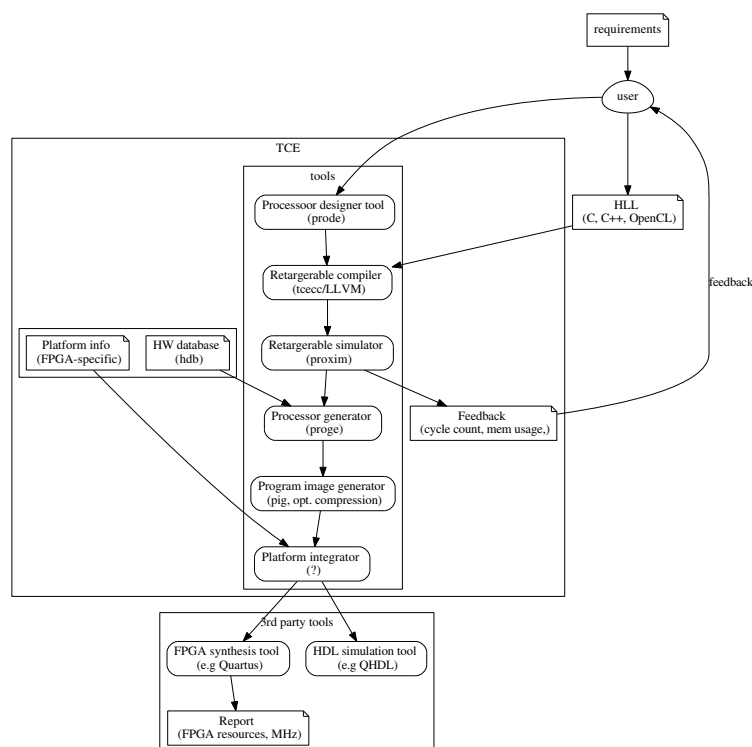 requirements
user
TCE
tools
Processoor designer tool
(prode)
HLL
(C, C++, OpenCL)
Retargerable compiler
(tcecc/LLVM)
feedback
Platform info
(FPGA-specific)
HW database
(hdb)
Retargerable simulator
(proxim)
Processor generator
(proge)
Feedback
(cycle count, mem usage,)
Program image generator
(pig, opt. compression)
Platform integrator
(?)
3rd party tools
FPGA synthesis tool
(e.g Quartus)
HDL simulation tool
(e.g QHDL)
Report
(FPGA resources, MHz)